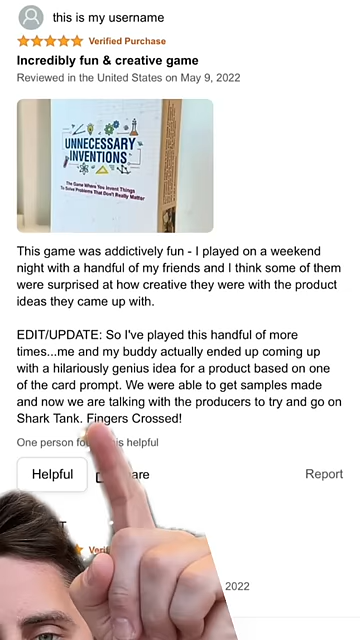 this is my username
Verified Purchase
Incredibly fun & creative game
Reviewed in the United States on May 9, 2022
UNNECESSARY
INVENTIONS
The Game Where You Invent Things
To Solve Problems That Don't Really Matter
This game was addictively fun - I played on a weekend
night with a handful of my friends and I think some of them
were surprised at how creative they were with the product
ideas they came up with.
EDIT/UPDATE: So I've played this handful of more
times...me and my buddy actually ended up coming up
with a hilariously genius idea for a product based on one
of the card prompt. We were able to get samples made
and now we are talking with the producers to try and go on
Shark Tank. Fingers Crossed!
One person helpful
Helpful
Report
2022